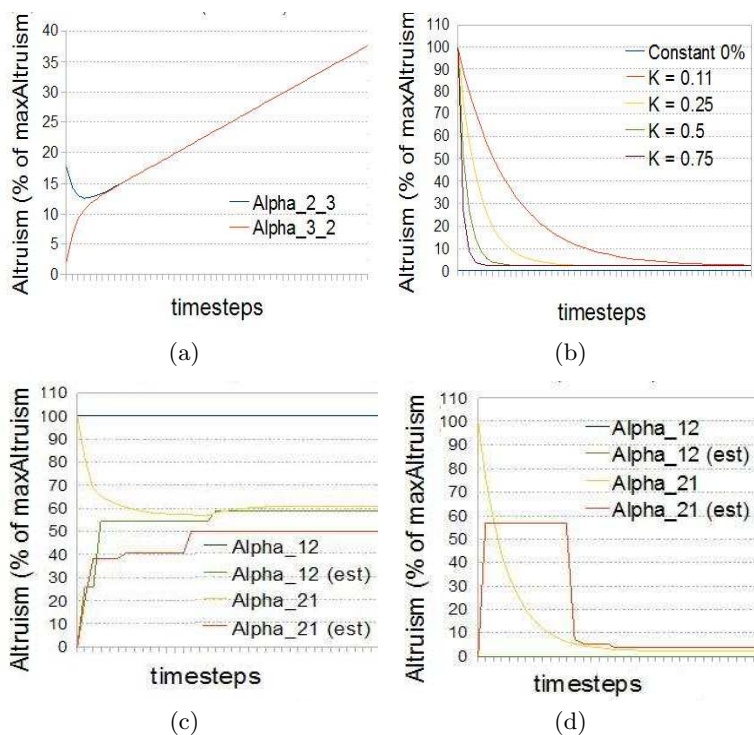 Altruism (% of maxAltruism)
40
35
30
25
20
15
10
5
0
Alpha_2_3
Alpha_3_2
timesteps
(a)
Altruism (% of maxAltruism)
110
100
90
80
70
60
50
40
30
20
10
0
Constant 0%
K = 0.11
K = 0.25
K = 0.5
K = 0.75
timesteps
(b)
Altruism (% of maxAltruism)
110
100
90
80
70
60
50
40
30
20
10
0
Alpha_12
Alpha_12 (est)
Alpha_21
Alpha_21 (est)
timesteps
(c)
Altruism (% of maxAltruism)
110
100
90
80
70
60
50
40
30
20
10
0
Alpha_12
Alpha_12 (est)
Alpha_21
Alpha_21 (est)
timesteps
(d)